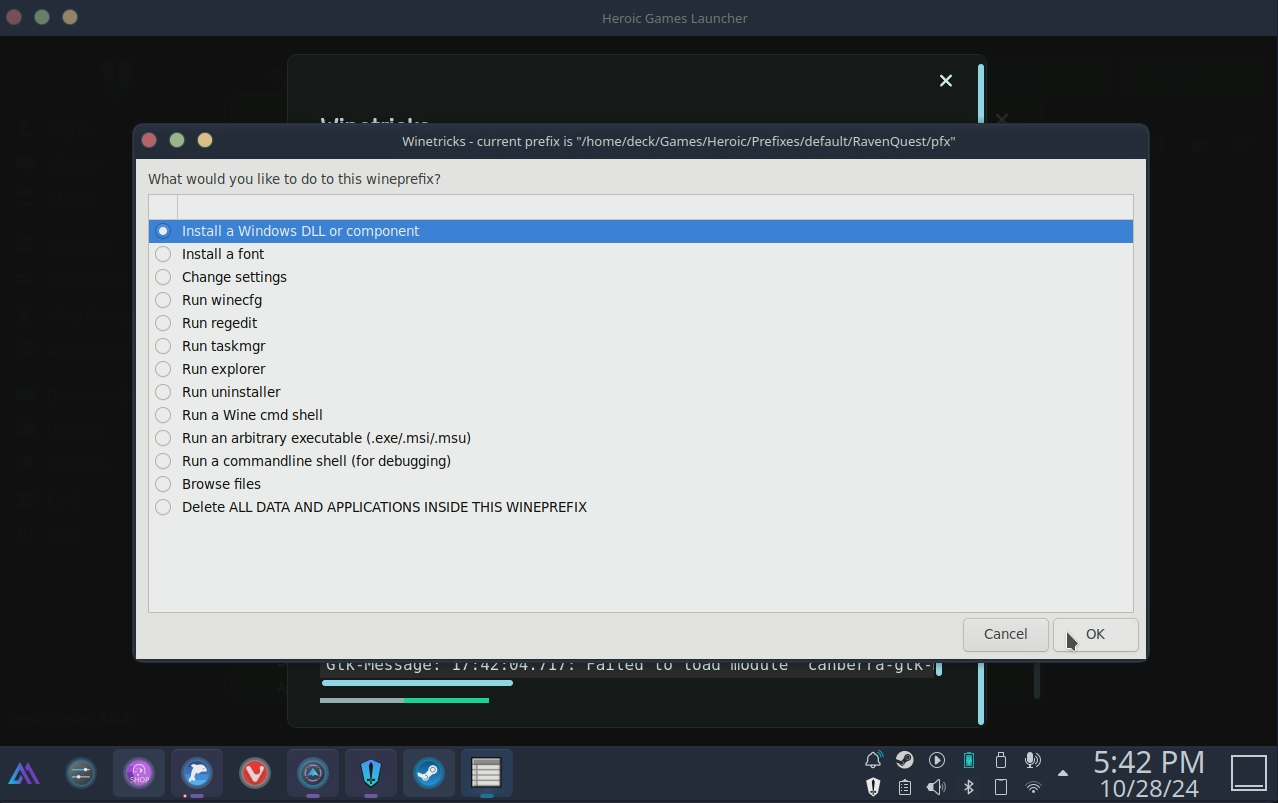 Heroic Games Launcher
Winetricks
Winetricks - current prefix is "/home/deck/Games/Heroic/Prefixes/default/RavenQuest/pfx"
What would you like to do to this wineprefix?
Install a Windows DLL or component
Install a font
Change settings
Run winecfg
Run regedit
Run taskmgr
Run explorer
Run uninstaller
Run a Wine cmd shell
Run an arbitrary executable (.exe/.msi/.msu)
Run a commandline shell (for debugging)
Browse files
Delete ALL DATA AND APPLICATIONS INSIDE THIS WINEPREFIX
Cancel
OK
Gtk-Message: 17:42:04.717: Failed to load module "canberra-gtk-
SHOP
5:42 PM
10/28/24